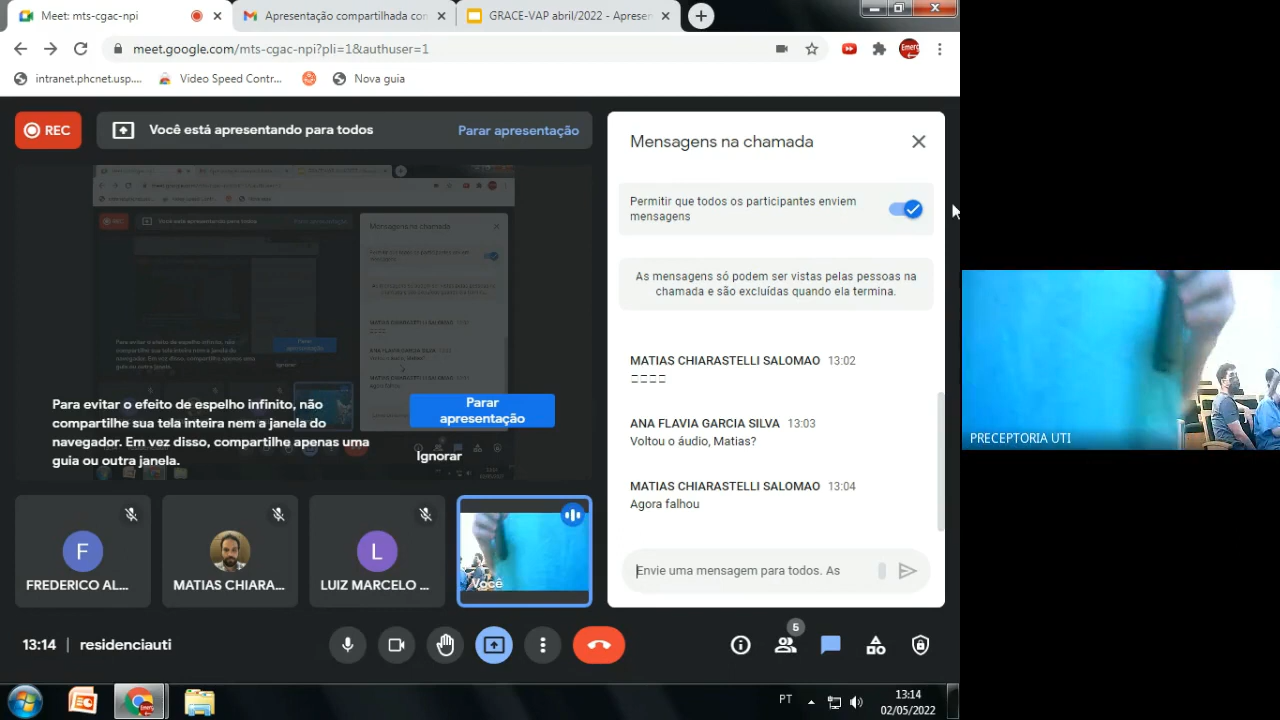 Meet: mts-cgac-npi
Apresentação compartilhada con
GRACE-VAP abril/2022 - Apresen
meet.google.com/mts-cgac-npi?pli=1&authuser=1
intranet.phcnet.usp....
Video Speed Contr...
Nova guia
REC
Você está apresentando para todos
Parar apresentação
Para evitar o efeito de espelho infinito, não
compartilhe sua tela inteira nem a janela do
navegador. Em vez disso, compartilhe apenas uma
guia ou outra janela.
Parar
apresentação
Ignorar
F
FREDERICO AL...
MATIAS CHIARA...
L
LUIZ MARCELO ...
Você
Mensagens na chamada
Permitir que todos os participantes enviem
mensagens
As mensagens só podem ser vistas pelas pessoas na
chamada e são excluídas quando ela termina.
MATIAS CHIARASTELLI SALOMAO 13:02
ANA FLAVIA GARCIA SILVA 13:03
Voltou o áudio, Matias?
MATIAS CHIARASTELLI SALOMAO 13:04
Agora falhou
Envie uma mensagem para todos. As
13:14 | residenciauti
5
PT
13:14
02/05/2022
PRECEPTORIA UTI